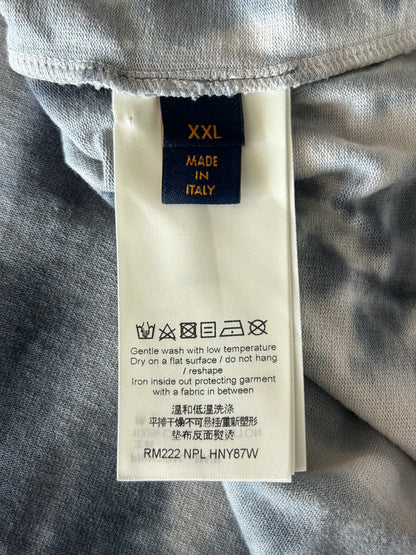 XXL
MADE
IN
ITALY
Gentle wash with low temperature
Dry on a flat surface / do not hang
/ reshape
Iron inside out protecting garment
with a fabric in between
温和低温洗涤
平摊干燥不可悬挂/重新塑形
垫布反面熨烫
RM222 NPL HNY87W